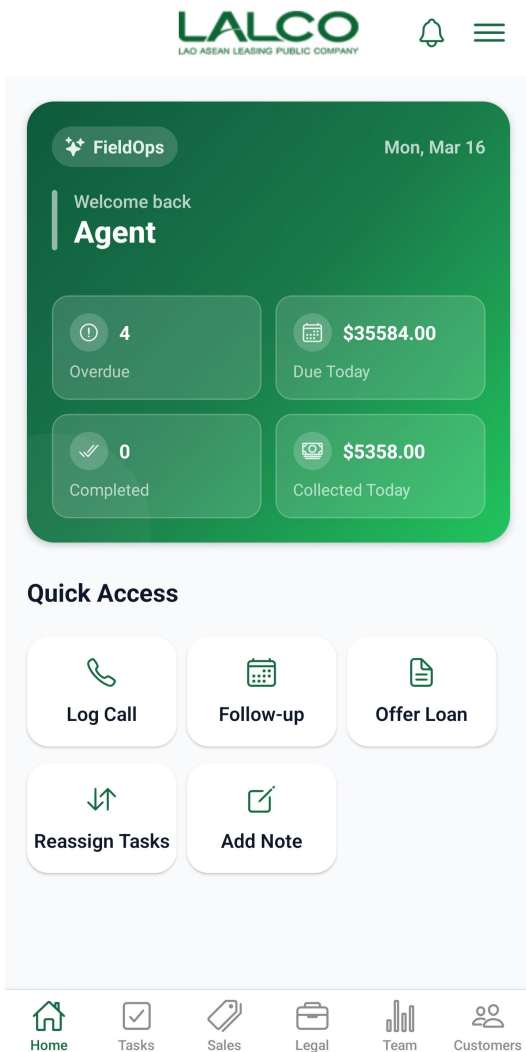 LALCO
LAO ASEAN LEASING PUBLIC COMPANY
FieldOps
Mon, Mar 16
Welcome back
Agent
4
Overdue
$35584.00
Due Today
0
Completed
$5358.00
Collected Today
Quick Access
Log Call
Follow-up
Offer Loan
Reassign Tasks
Add Note
Home
Tasks
Sales
Legal
Team
Customers